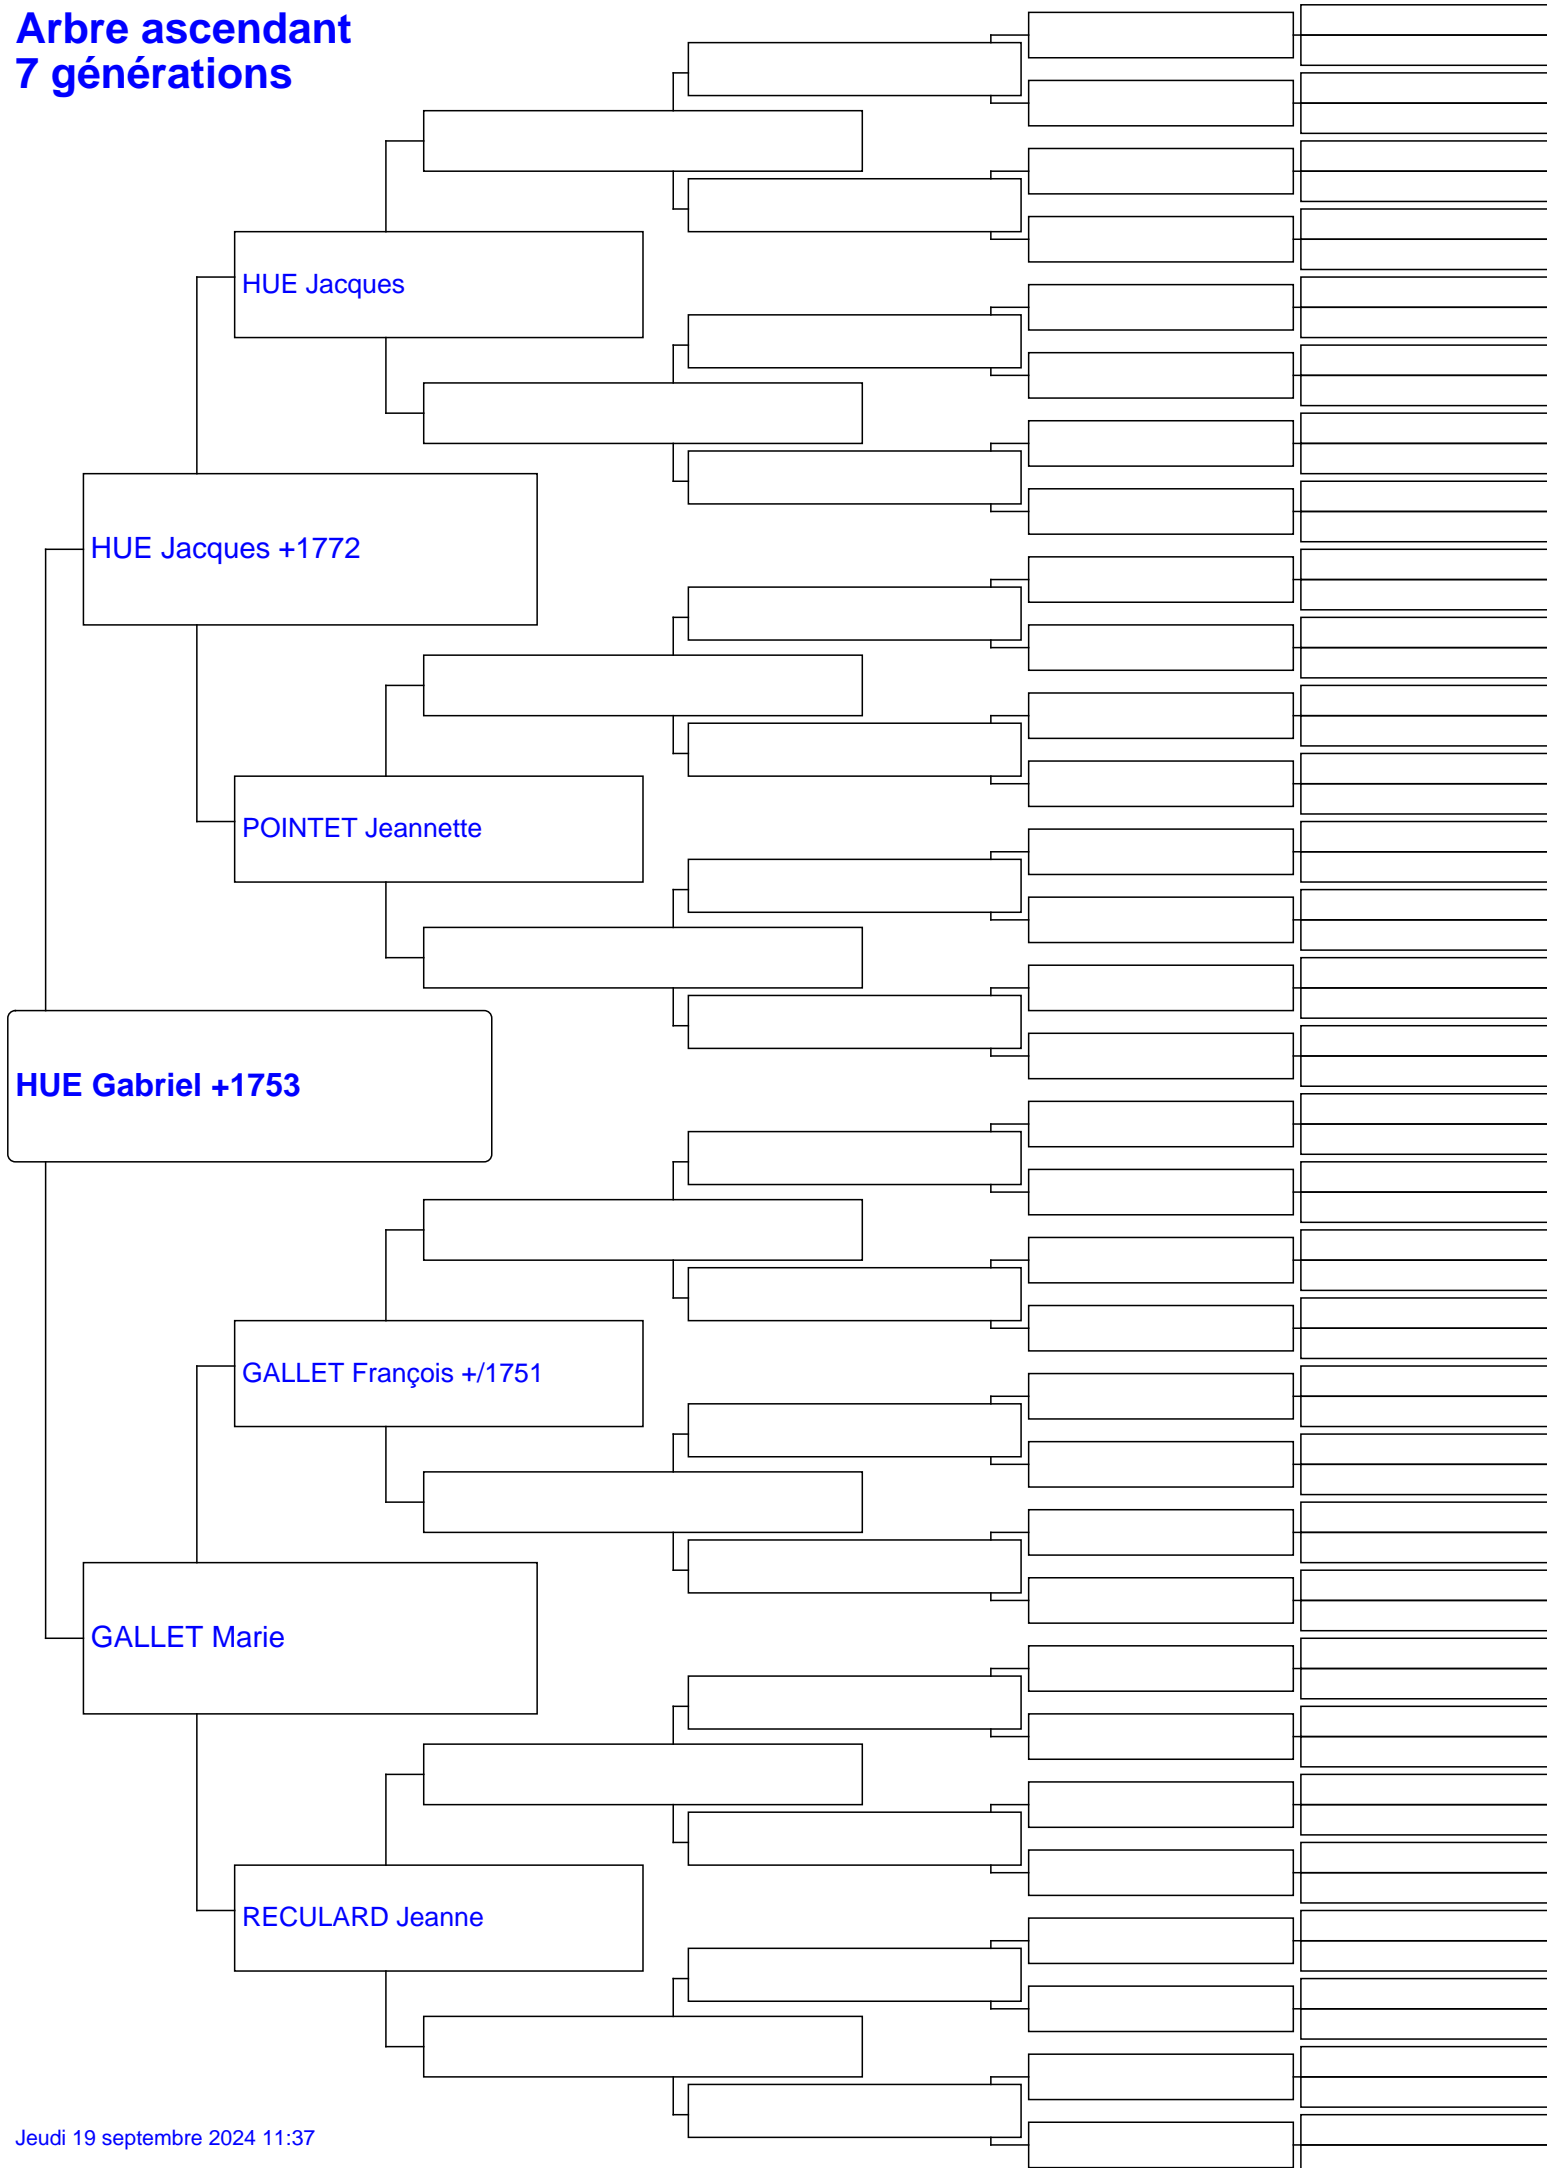 Arbre ascendant
7 générations
HUE Jacques
HUE Jacques +1772
POINTET Jeannette
HUE Gabriel +1753
GALLET François +/1751
GALLET Marie
RECULARD Jeanne
Jeudi 19 septembre 2024 11:37